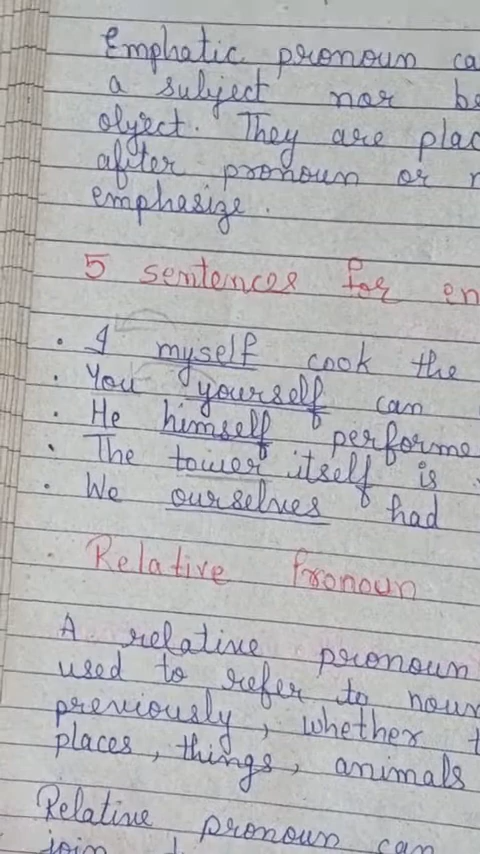 Emphatic pronoun ca
a subject nor be
object. They are plac
after pronoun or
emphasize.
5 sentences for en
• I myself cook the
• You yourself can
• He himself performe
• The tower itself is
• We ourselves had
• Relative Pronoun
A relative pronoun
used to refer to noun
previously, whether t
places, things, animals
Relative pronoun can
join